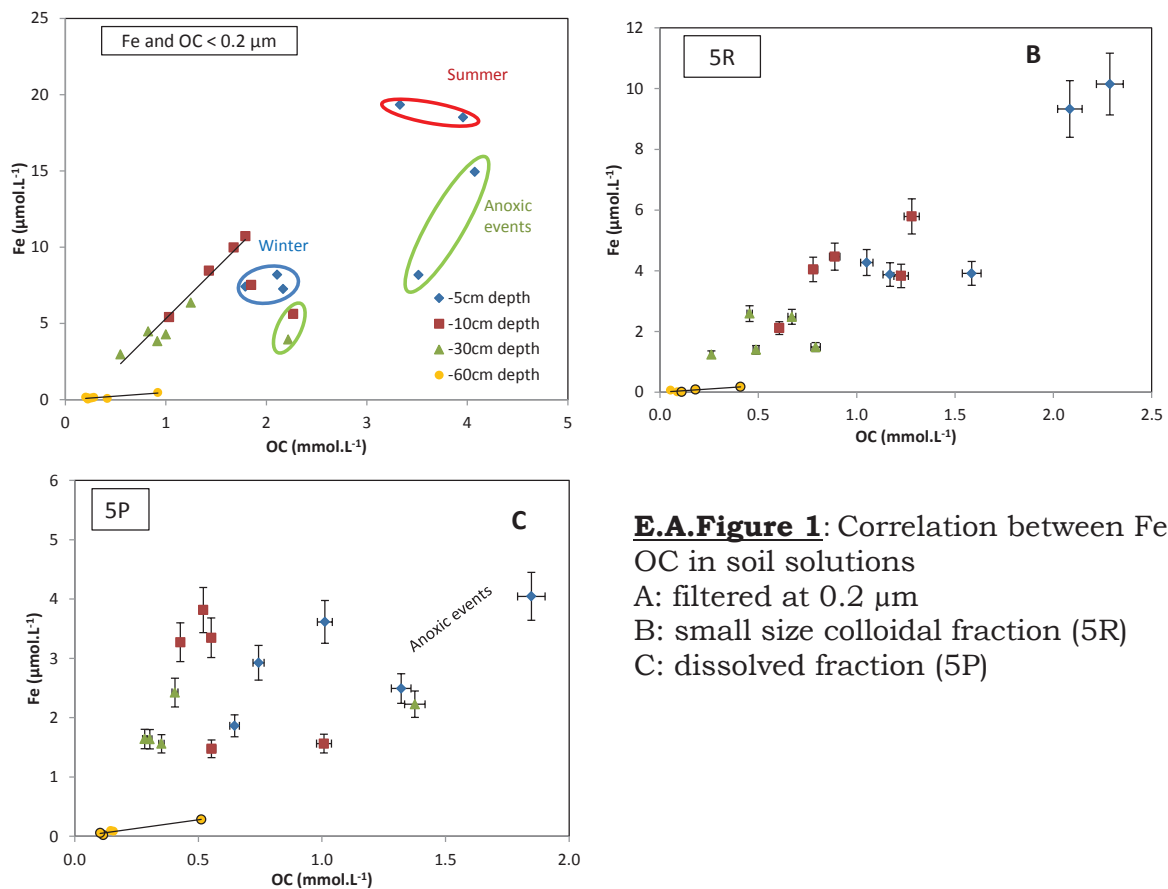 Fe and OC < 0.2 µm
Summer
Anoxic
events
Winter
-5cm depth
-10cm depth
-30cm depth
-60cm depth
25
20
15
10
5
0
0 1 2 3 4 5
Fe (µmol.L⁻¹)
OC (mmol.L⁻¹)
5R
B
12
10
8
6
4
2
0
0.0 0.5 1.0 1.5 2.0 2.5
Fe (µmol.L⁻¹)
OC (mmol.L⁻¹)
5P
C
Anoxic events
6
5
4
3
2
1
0
0.0 0.5 1.0 1.5 2.0
Fe (µmol.L⁻¹)
OC (mmol.L⁻¹)
E.A.Figure 1: Correlation between Fe
OC in soil solutions
A: filtered at 0.2 µm
B: small size colloidal fraction (5R)
C: dissolved fraction (5P)